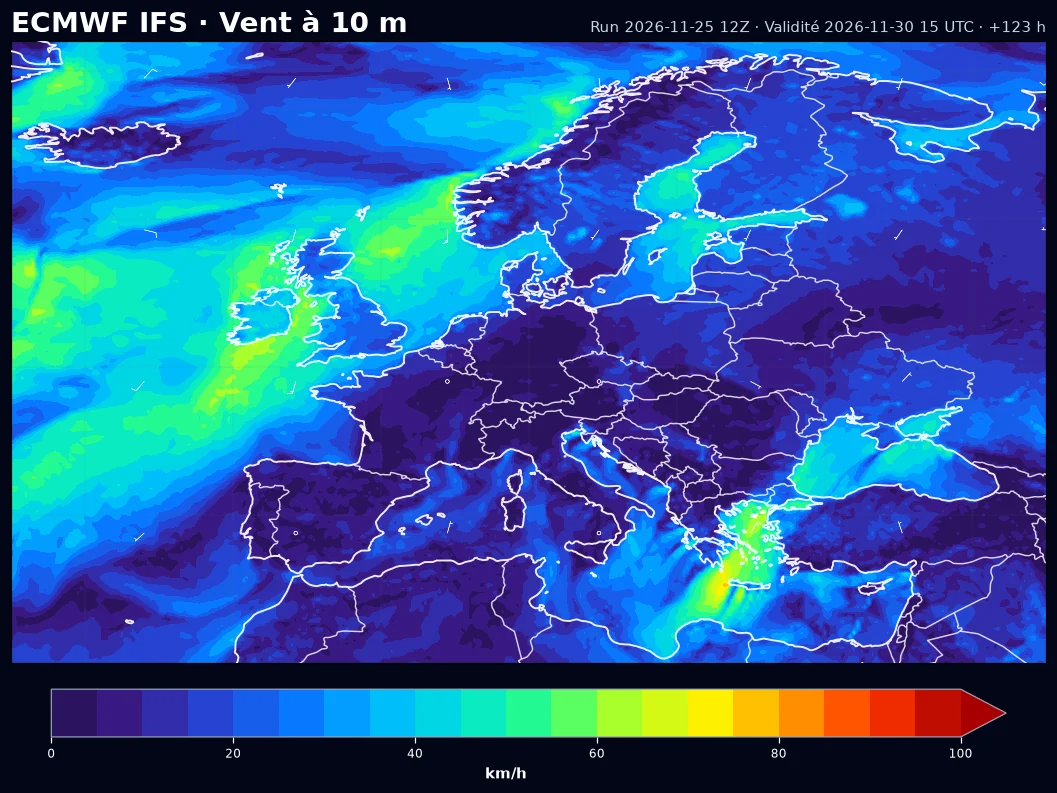 ECMWF IFS · Vent à 10 m
Run 2026-11-25 12Z · Validité 2026-11-30 15 UTC · +123 h
0 20 40 60 80 100
km/h